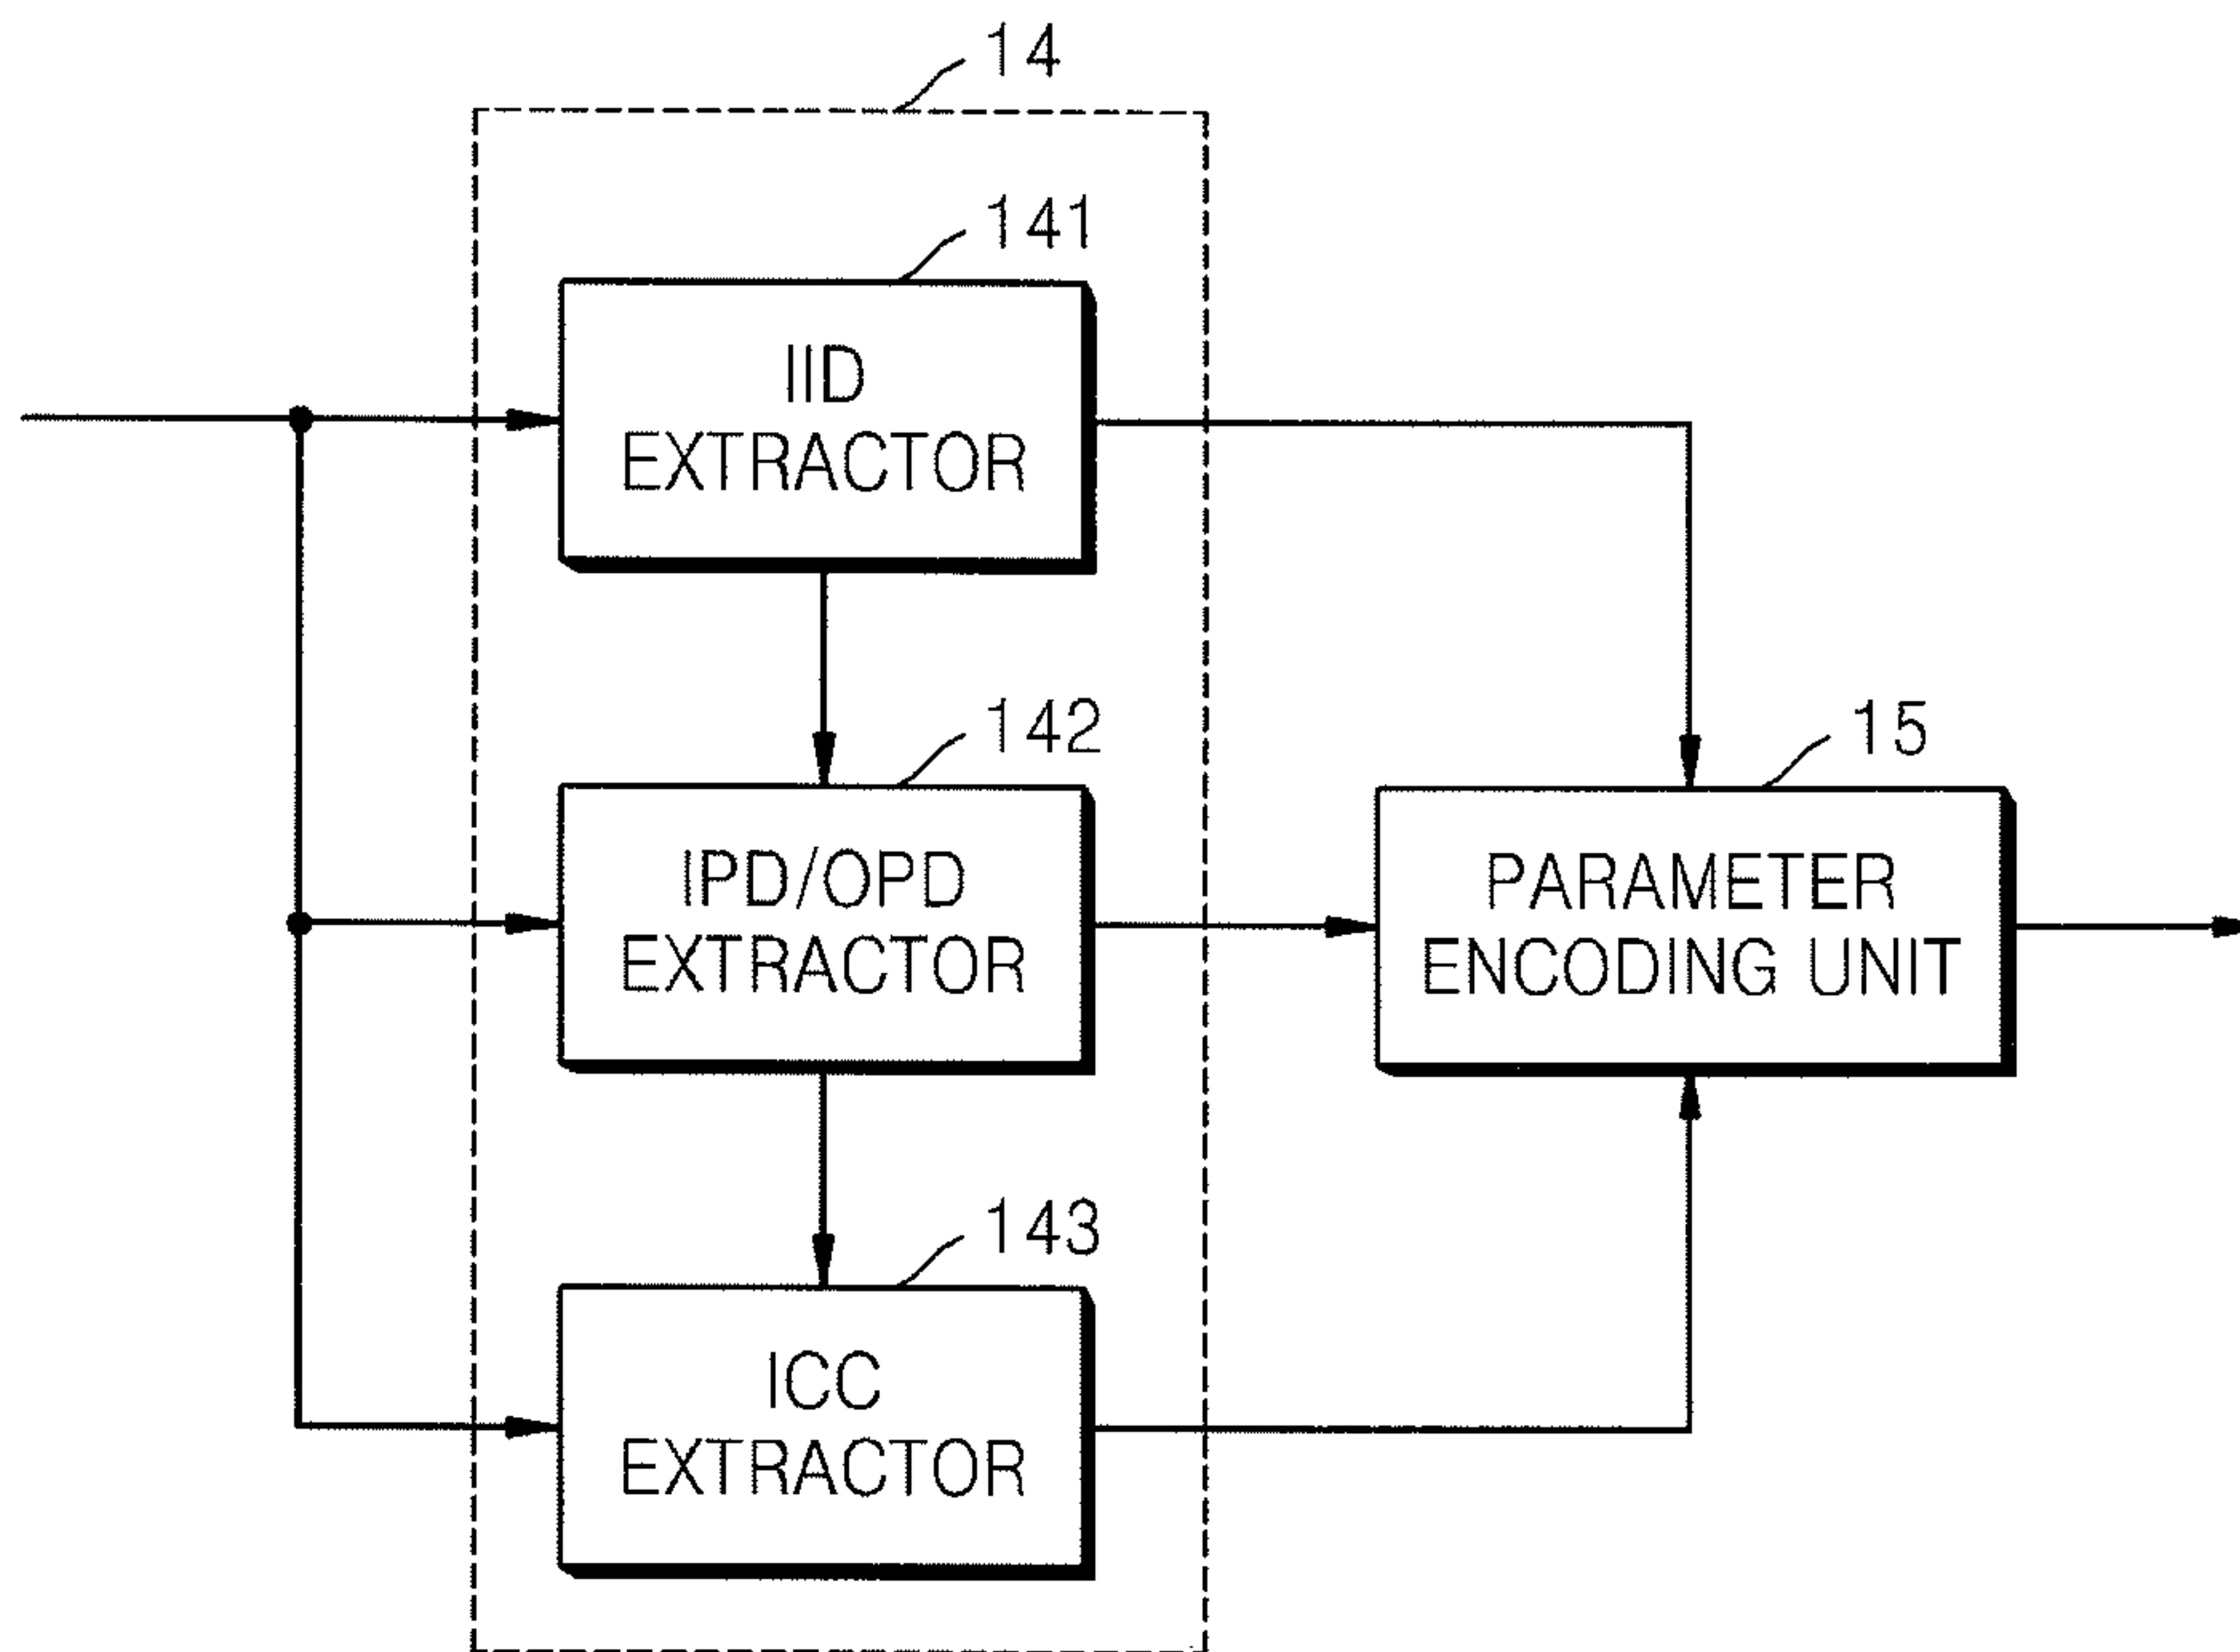 14
141
IID
EXTRACTOR
142
IPD/OPD
EXTRACTOR
15
PARAMETER
ENCODING UNIT
143
ICC
EXTRACTOR